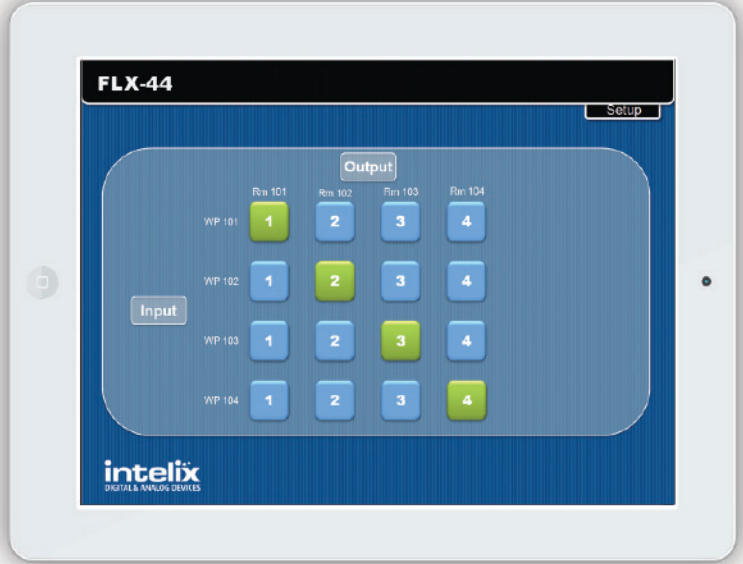 FLX-44
Setup
Output
Rm 101 Rm 102 Rm 103 Rm 104
WP 101 1 2 3 4
WP 102 1 2 3 4
Input
WP 103 1 2 3 4
WP 104 1 2 3 4
intelix
DIGITAL & ANALOG DEVICES